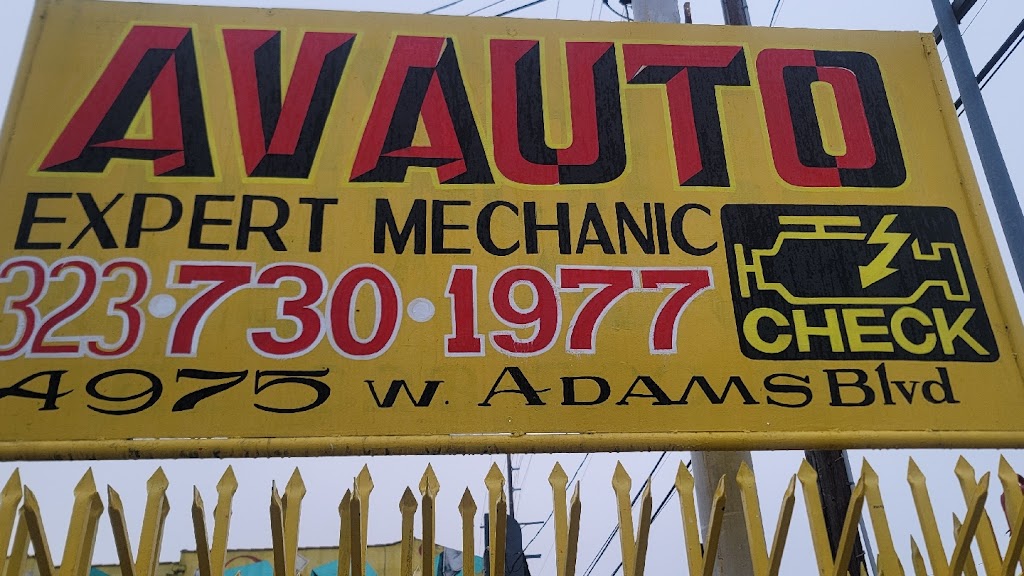 AVAUTO
EXPERT MECHANIC
323·730·1977
CHECK
4975 W. ADAMS Blvd